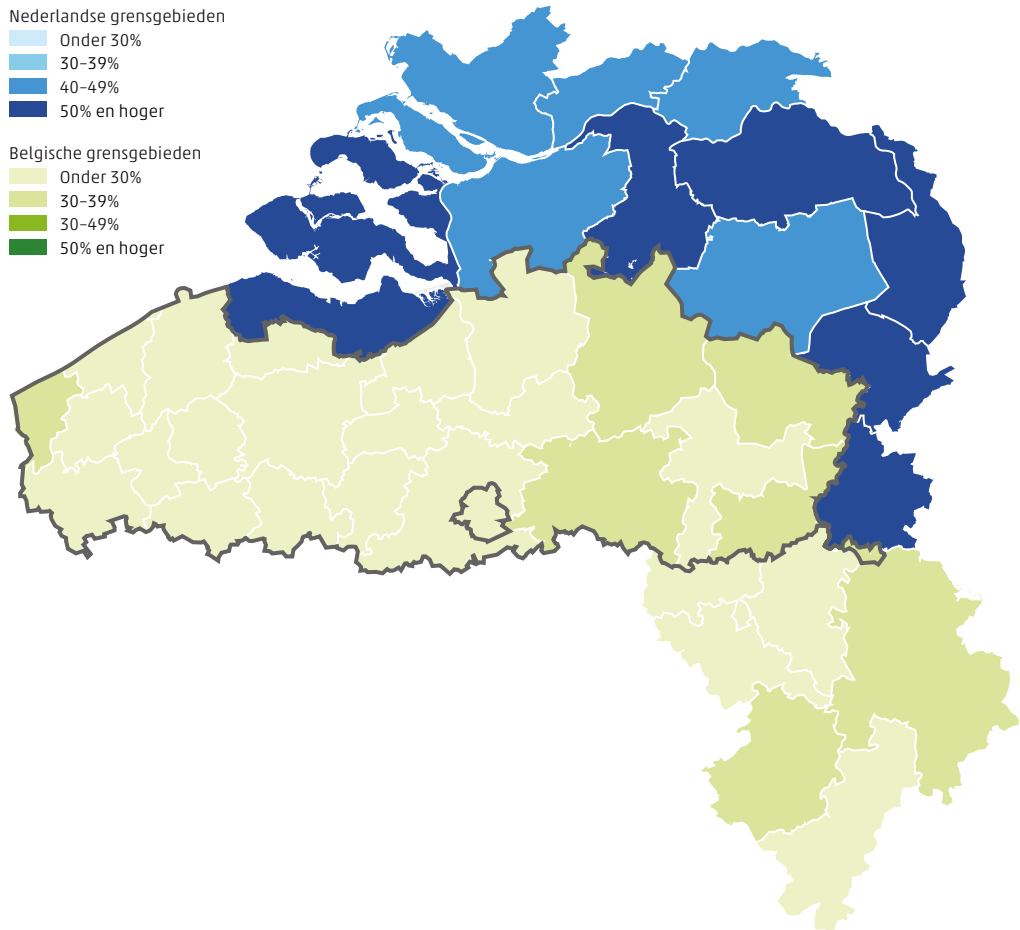 Nederlandse grensgebieden
Onder 30%
30–39%
40–49%
50% en hoger
Belgische grensgebieden
Onder 30%
30–39%
30–49%
50% en hoger